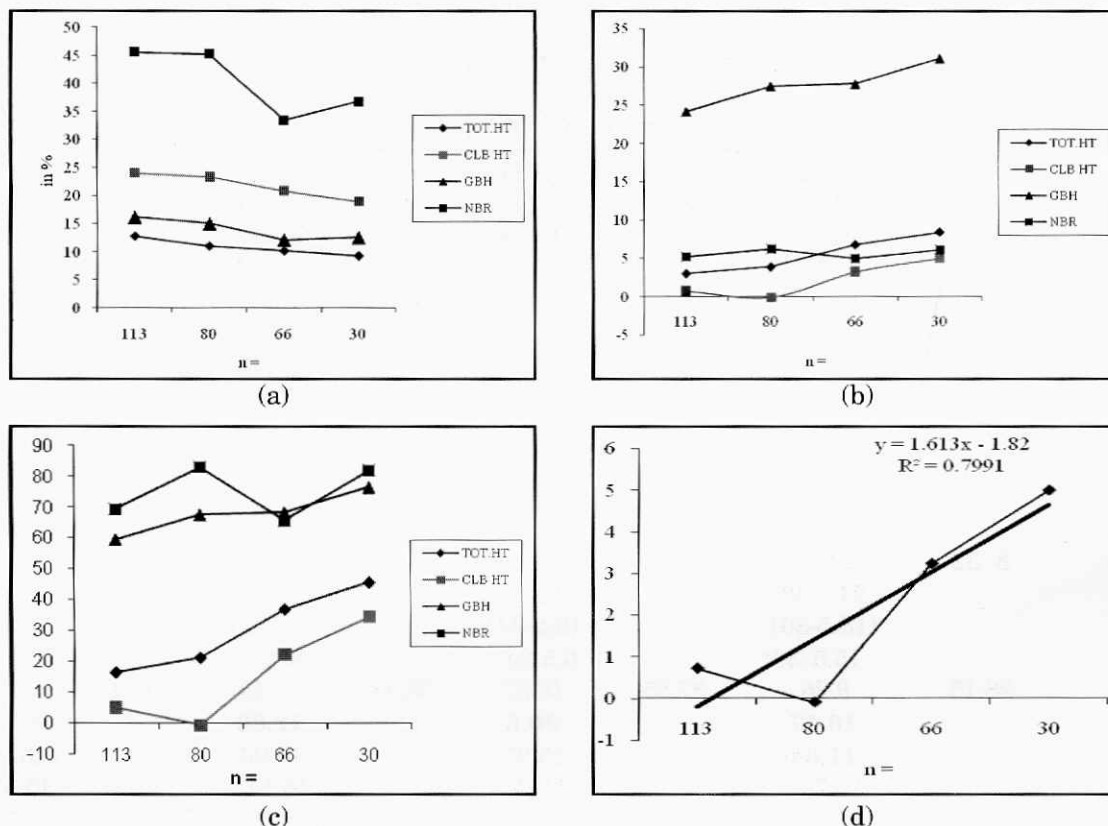 50
45
40
35
30
25
20
15
10
5
0
in %
113 80 66 30
n =
TOT.HT
CLB HT
GBH
NBR
(a)
35
30
25
20
15
10
5
0
-5
113 80 66 30
n =
TOT.HT
CLB HT
GBH
NBR
(b)
90
80
70
60
50
40
30
20
10
0
-10
113 80 66 30
n =
TOT.HT
CLB HT
GBH
NBR
(c)
y = 1.613x - 1.82
R² = 0.7991
6
5
4
3
2
1
0
-1
113 80 66 30
n =
(d)